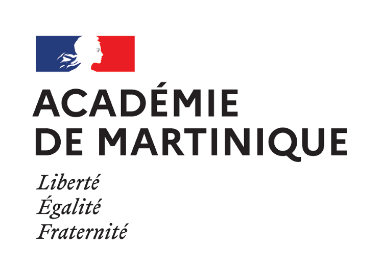 ACADÉMIE
DE MARTINIQUE
Liberté
Égalité
Fraternité